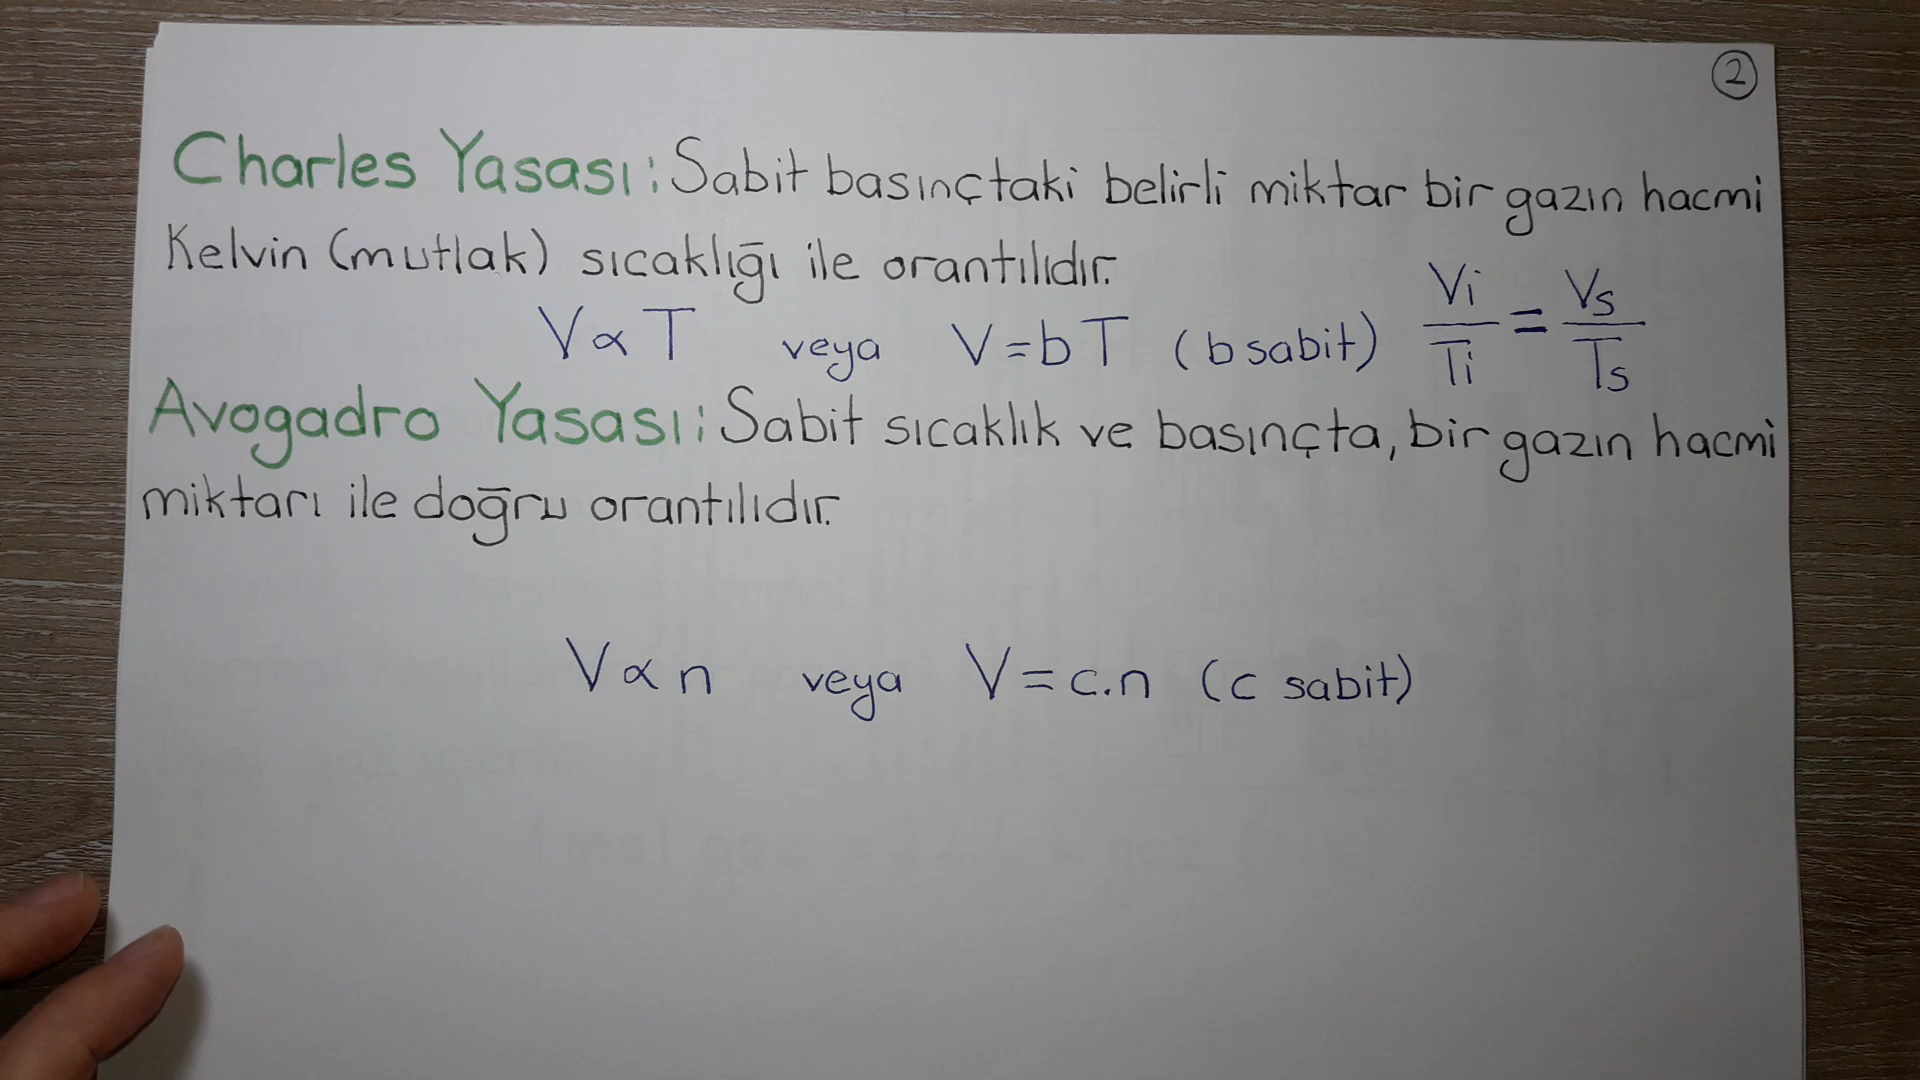 2
Charles Yasası: Sabit basınçtaki belirli miktar bir gazın hacmi
Kelvin (mutlak) sıcaklığı ile orantılıdır.
V ∝ T veya V=bT (b sabit) Vi/Ti = Vs/Ts
Avogadro Yasası: Sabit sıcaklık ve basınçta, bir gazın hacmi
miktarı ile doğru orantılıdır.
V ∝ n veya V=c.n (c sabit)